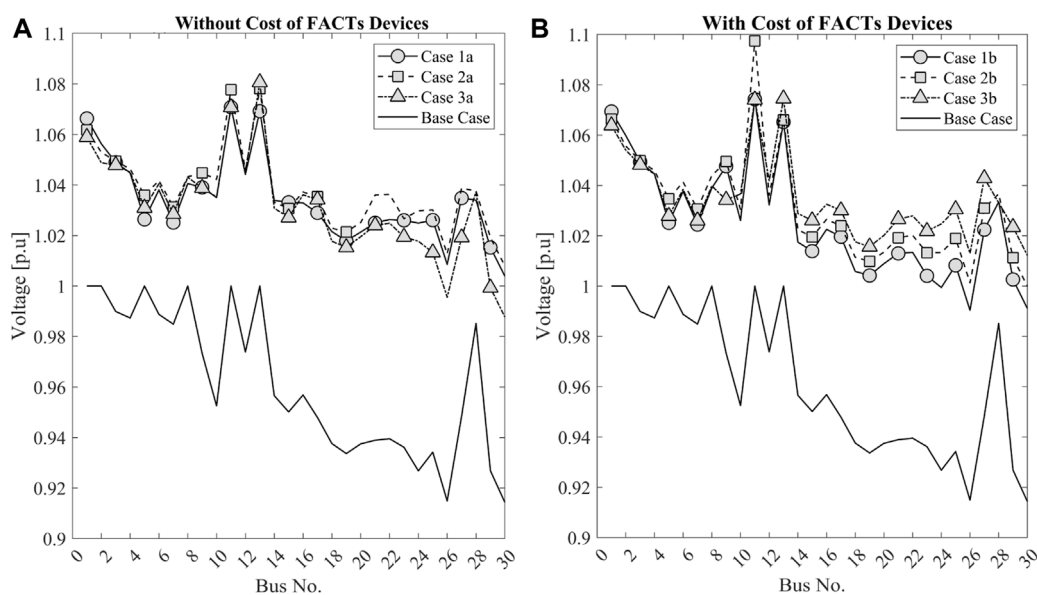 A
Without Cost of FACTs Devices
1.1
1.08
1.06
1.04
1.02
1
0.98
0.96
0.94
0.92
0.9
Voltage [p.u]
Case 1a
Case 2a
Case 3a
Base Case
0 2 4 6 8 10 12 14 16 18 20 22 24 26 28 30
Bus No.
B
With Cost of FACTs Devices
1.1
1.08
1.06
1.04
1.02
1
0.98
0.96
0.94
0.92
0.9
Voltage [p.u]
Case 1b
Case 2b
Case 3b
Base Case
0 2 4 6 8 10 12 14 16 18 20 22 24 26 28 30
Bus No.